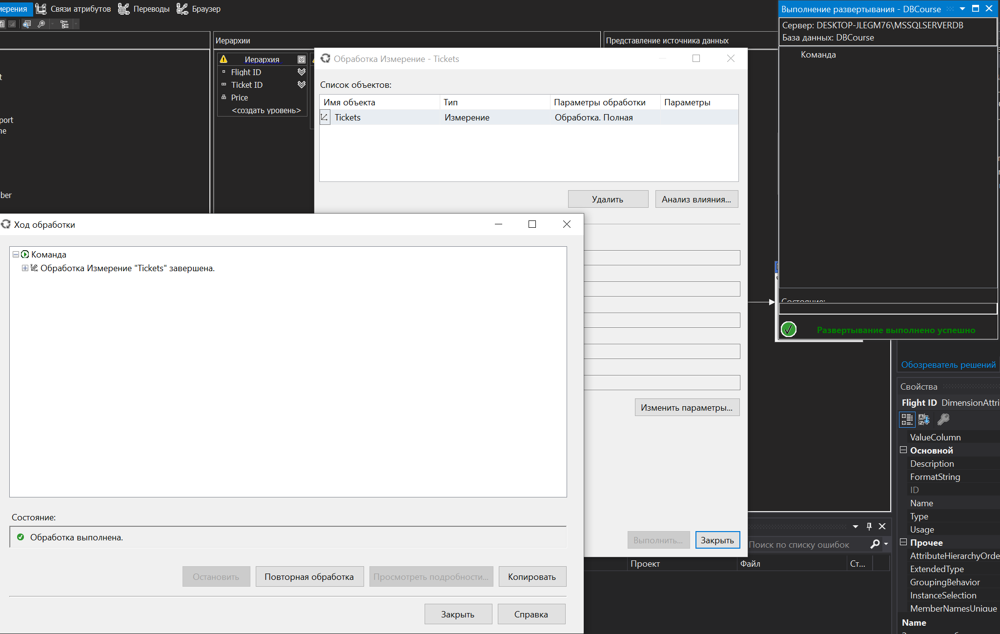 мерения
Связи атрибутов
Переводы
Браузер
Иерархии
Представление источника данных
Иерархия
Flight ID
Ticket ID
Price
<создать уровень>
t
port
ne
ber
Обработка Измерение - Tickets
Список объектов:
Имя объекта Тип Параметры обработки Параметры
Tickets Измерение Обработка. Полная
Удалить
Анализ влияния...
Изменить параметры...
Выполнить...
Закрыть
Ход обработки
Команда
Обработка Измерение "Tickets" завершена.
Состояние:
Обработка выполнена.
Остановить
Повторная обработка
Просмотреть подробности...
Копировать
Закрыть
Справка
Выполнение развертывания - DBCourse
Сервер: DESKTOP-JLEGM76\MSSQLSERVERDB
База данных: DBCourse
Команда
Состояние:
Развертывание выполнено успешно
Обозреватель решений
Свойства
Flight ID DimensionAttri
ValueColumn
Основной
Description
FormatString
ID
Name
Type
Usage
Прочее
AttributeHierarchyOrde
ExtendedType
GroupingBehavior
InstanceSelection
MemberNamesUnique
Name
Поиск по списку ошибок
Проект Файл Ст...